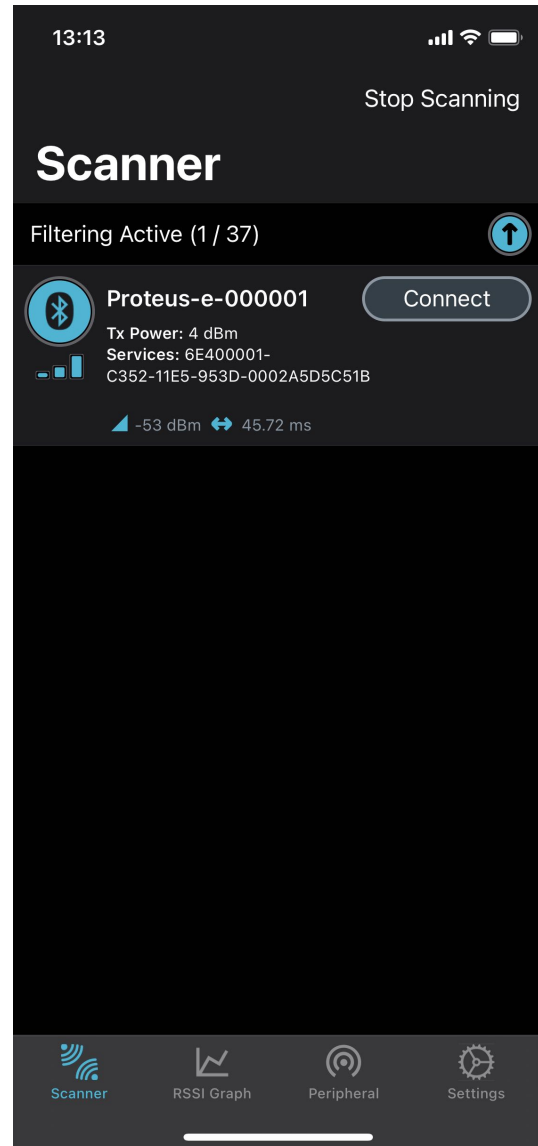 13:13
Stop Scanning
Scanner
Filtering Active (1 / 37)
Proteus-e-000001
Connect
Tx Power: 4 dBm
Services: 6E400001-
C352-11E5-953D-0002A5D5C51B
-53 dBm 45.72 ms
Scanner RSSI Graph Peripheral Settings